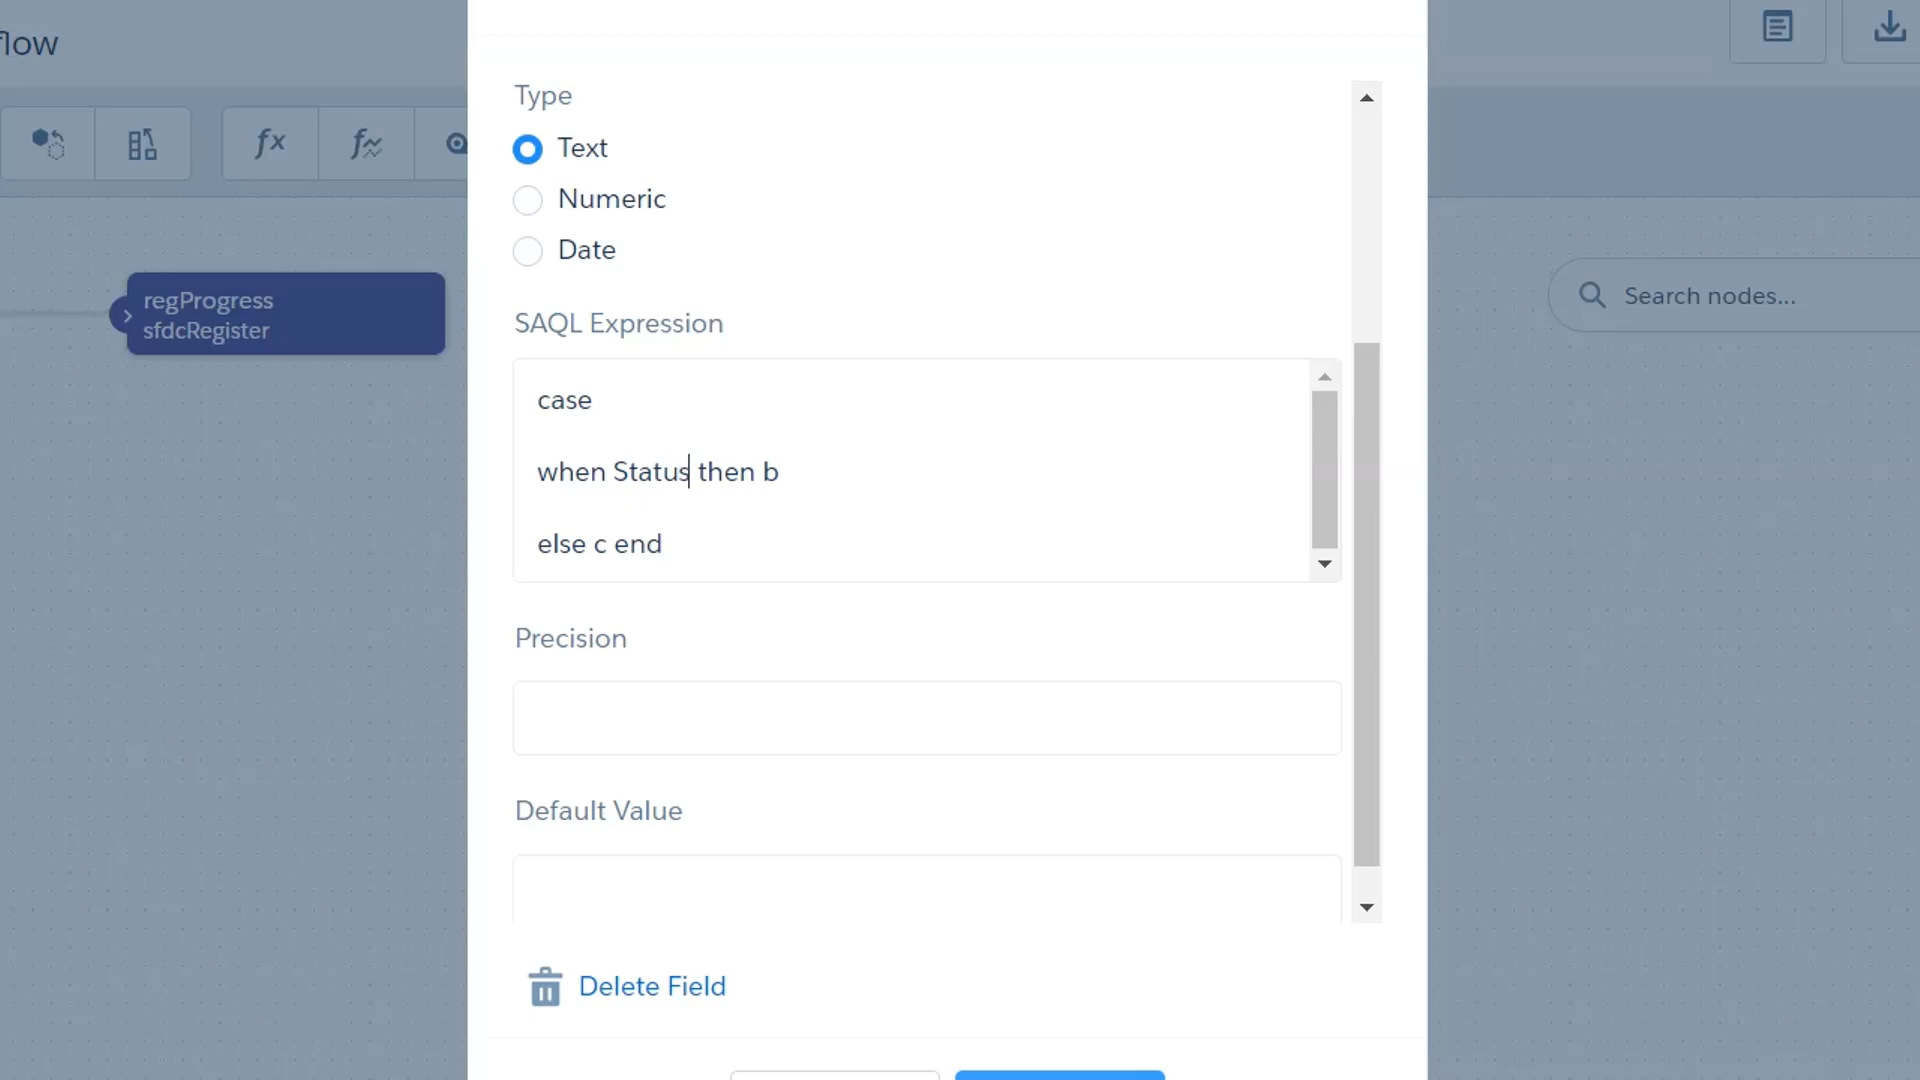 flow
Type
Text
Numeric
Date
regProgress
sfdcRegister
Search nodes...
SAQL Expression
case
when Status then b
else c end
Precision
Default Value
Delete Field